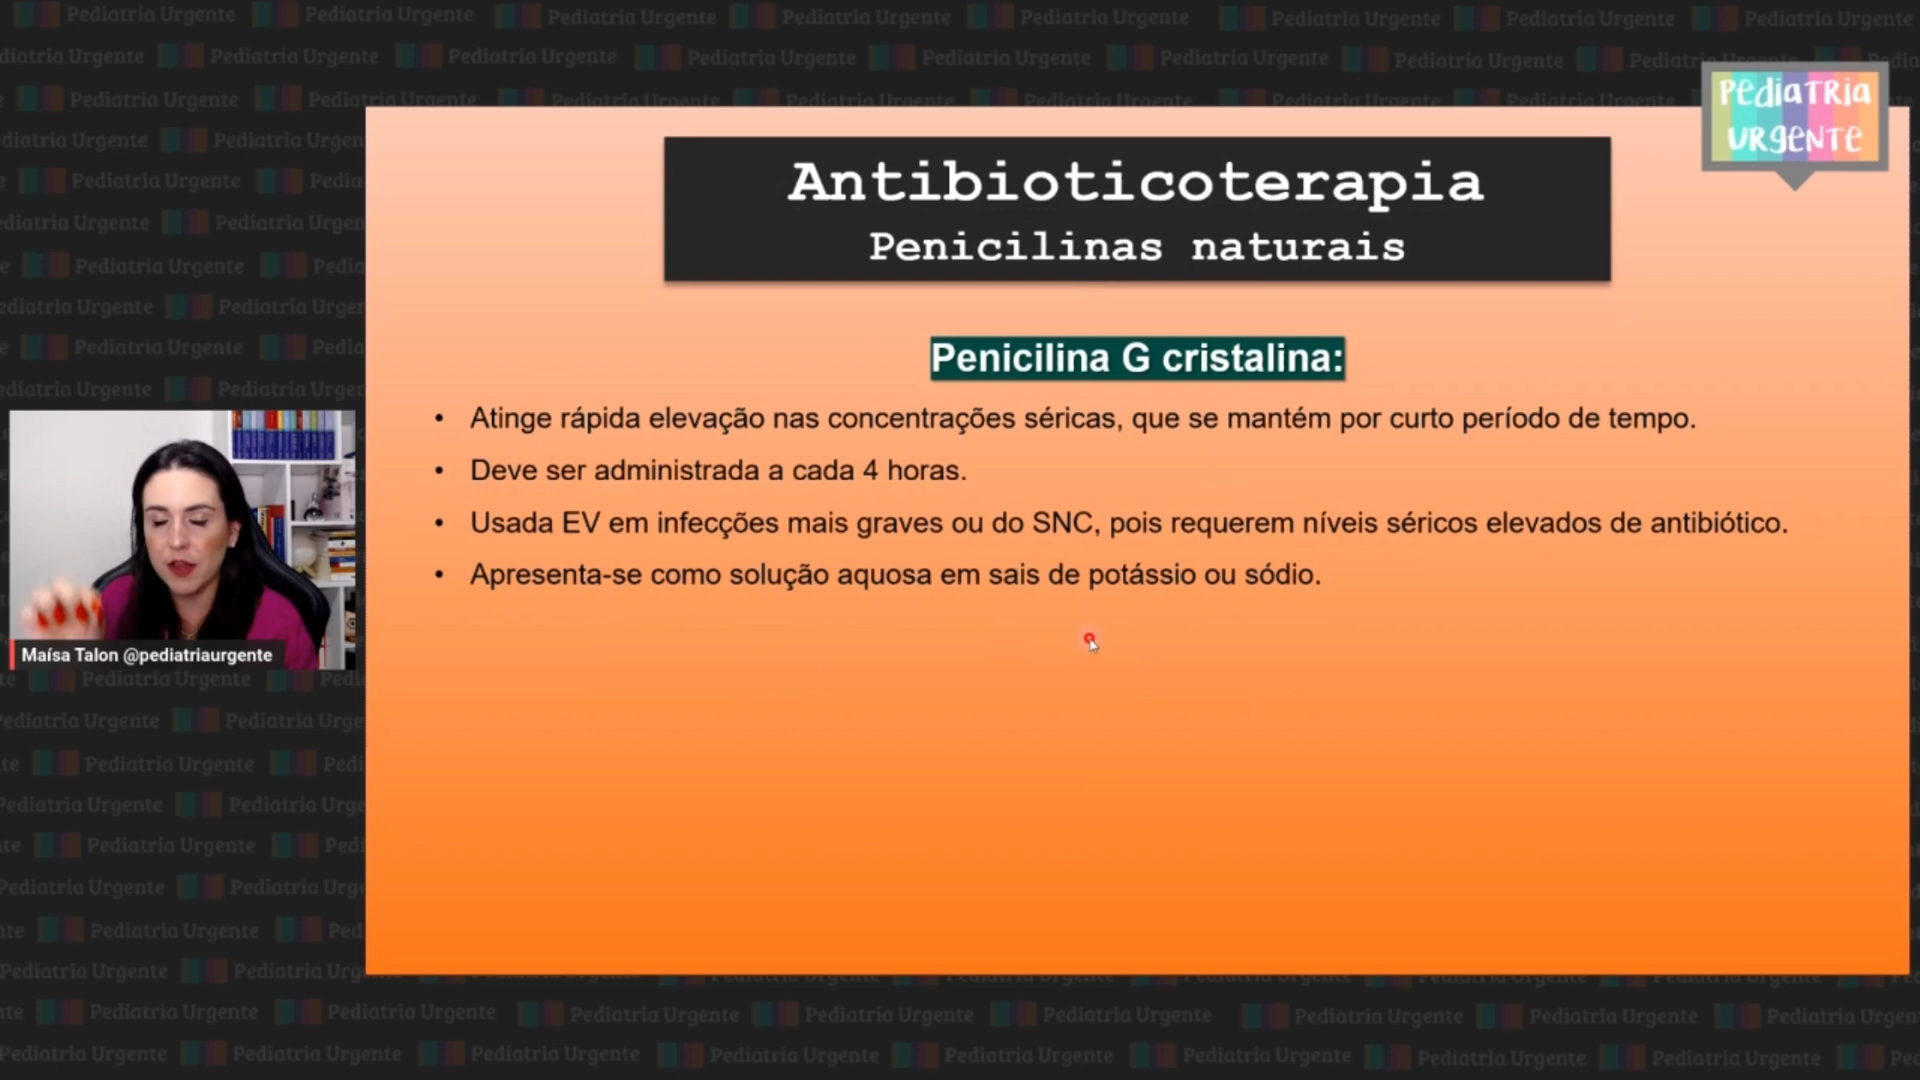 PEDIATRIA
URGENTE
Antibioticoterapia
Penicilinas naturais
Penicilina G cristalina:
• Atinge rápida elevação nas concentrações séricas, que se mantém por curto período de tempo.
• Deve ser administrada a cada 4 horas.
• Usada EV em infecções mais graves ou do SNC, pois requerem níveis séricos elevados de antibiótico.
• Apresenta-se como solução aquosa em sais de potássio ou sódio.
Maísa Talon @pediatriaurgente
Pediatria Urgente